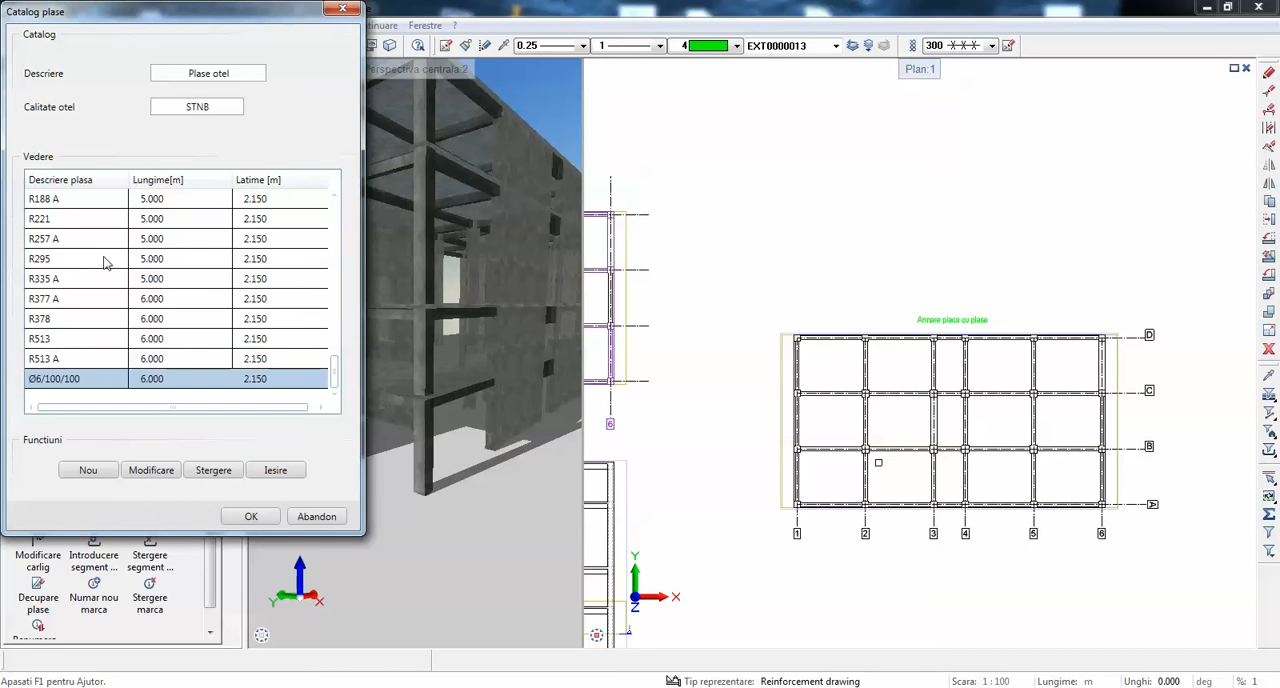 Catalog plase
Catalog
Descriere
Plase otel
Calitate otel
STNB
Vedere
Descriere plasa
Lungime[m]
Latime [m]
R188 A
5.000
2.150
R221
5.000
2.150
R257 A
5.000
2.150
R295
5.000
2.150
R335 A
5.000
2.150
R377 A
6.000
2.150
R378
6.000
2.150
R513
6.000
2.150
R513 A
6.000
2.150
Ø6/100/100
6.000
2.150
Functiuni
Nou
Modificare
Stergere
Iesire
OK
Abandon
Modificare
carlig
Introducere
segment ...
Stergere
segment ...
Decupare
plase
Numar nou
marca
Stergere
marca
Ferestre
?
0.25
1
4
EXT0000013
300
Perspectiva centrala:2
Plan:1
Armare placa cu plase
D
C
B
A
1
2
3
4
5
6
6
Y
X
Z
Y
X
Apasati F1 pentru Ajutor.
Tip reprezentare:
Reinforcement drawing
Scara:
1 : 100
Lungime:
m
Unghi:
0.000
deg
%:
1